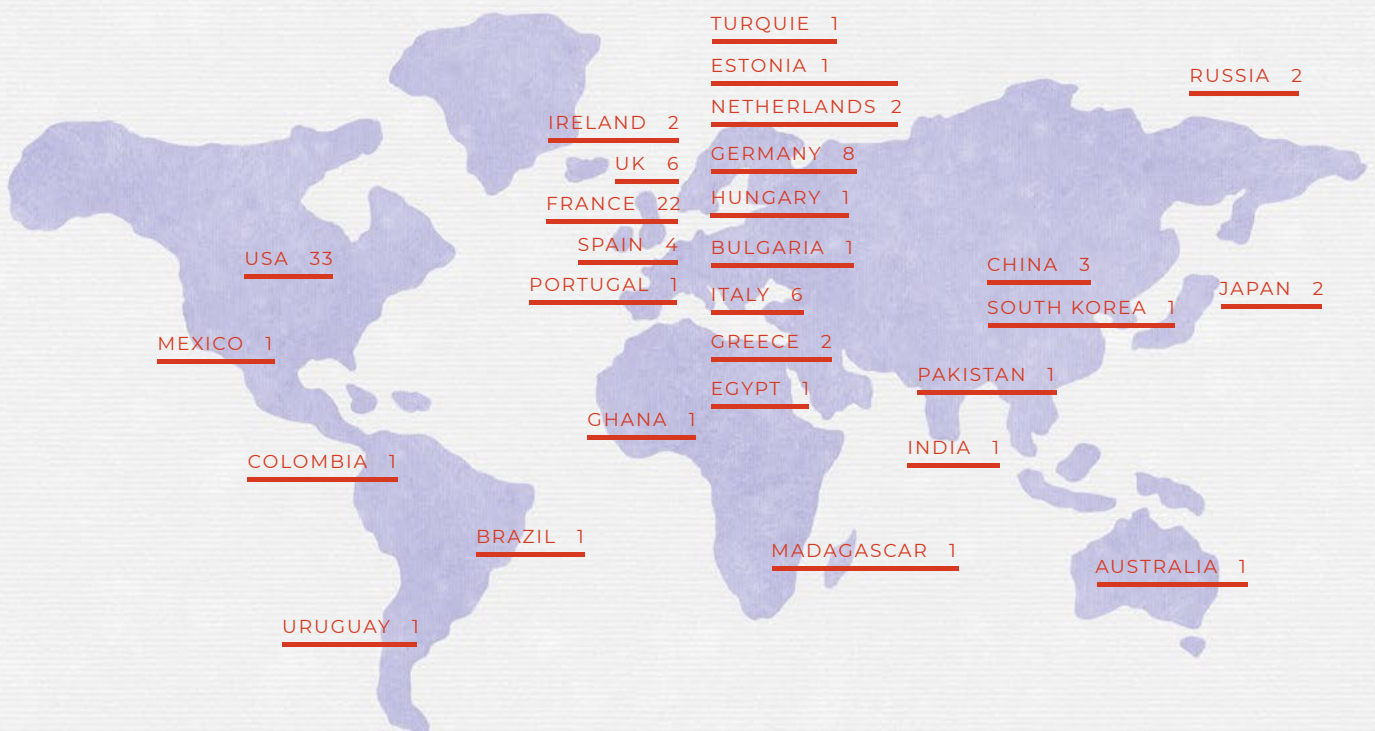 TURQUIE 1
ESTONIA 1
RUSSIA 2
NETHERLANDS 2
IRELAND 2
GERMANY 8
UK 6
HUNGARY 1
FRANCE 22
SPAIN 4
BULGARIA 1
USA 33
CHINA 3
PORTUGAL 1
JAPAN 2
ITALY 6
SOUTH KOREA 1
MEXICO 1
GREECE 2
PAKISTAN 1
EGYPT 1
GHANA 1
INDIA 1
COLOMBIA 1
BRAZIL 1
MADAGASCAR 1
AUSTRALIA 1
URUGUAY 1